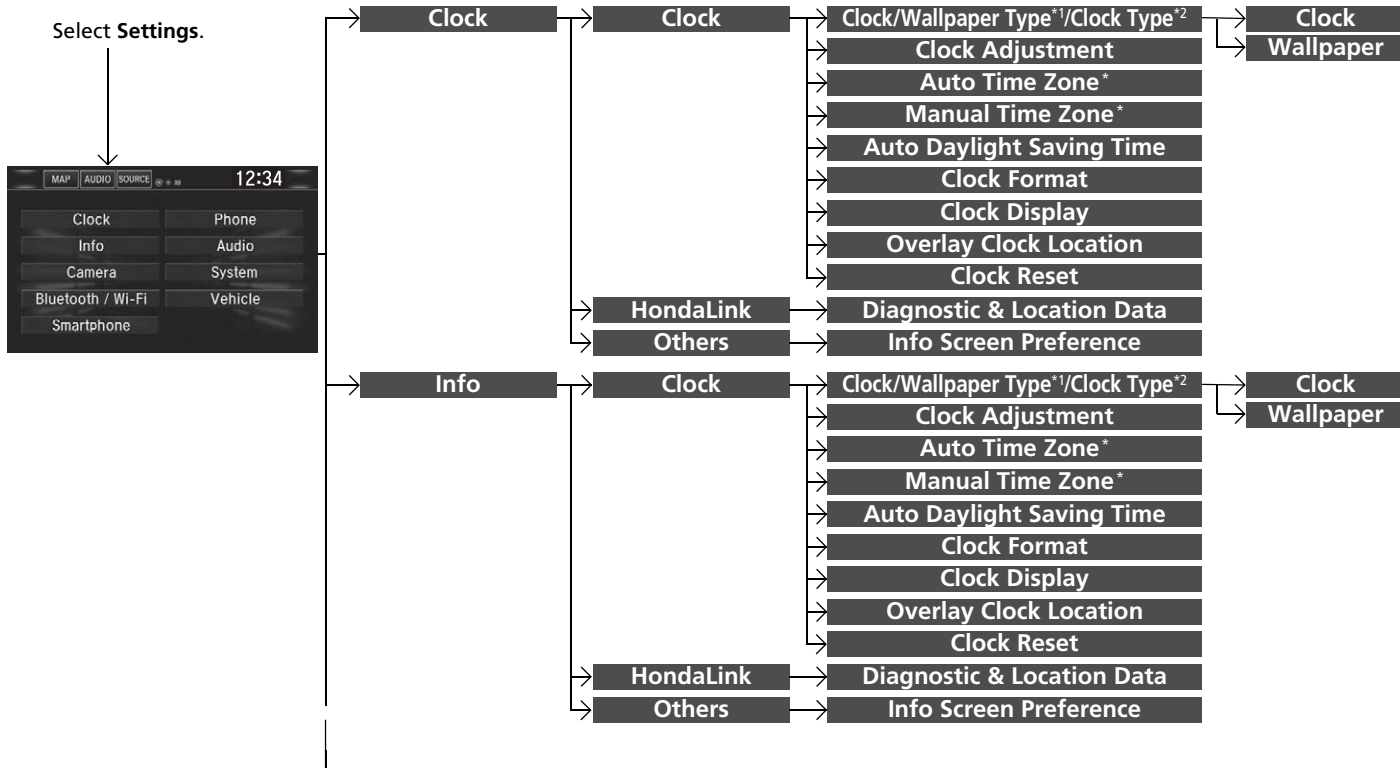 Select Settings.
MAP AUDIO SOURCE 12:34
Clock Phone
Info Audio
Camera System
Bluetooth / Wi-Fi Vehicle
Smartphone
Clock
Clock
Clock/Wallpaper Type*1/Clock Type*2
Clock
Wallpaper
Clock Adjustment
Auto Time Zone*
Manual Time Zone*
Auto Daylight Saving Time
Clock Format
Clock Display
Overlay Clock Location
Clock Reset
HondaLink
Diagnostic & Location Data
Others
Info Screen Preference
Info
Clock
Clock/Wallpaper Type*1/Clock Type*2
Clock
Wallpaper
Clock Adjustment
Auto Time Zone*
Manual Time Zone*
Auto Daylight Saving Time
Clock Format
Clock Display
Overlay Clock Location
Clock Reset
HondaLink
Diagnostic & Location Data
Others
Info Screen Preference